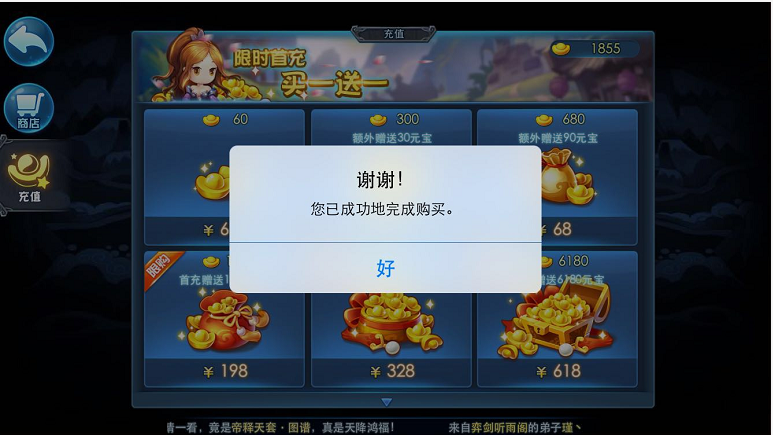 充值
限时首充
买一送一
1855
商店
充值
60
300
680
额外赠送30元宝
额外赠送90元宝
谢谢！
您已成功地完成购买。
¥ 6
68
好
限购
6180
首充赠送1
赠送6180元宝
¥ 198
¥ 328
¥ 618
请一看，竟是帝释天套·图谱，真是天降鸿福！
来自弈剑听雨阁的弟子瑾丶